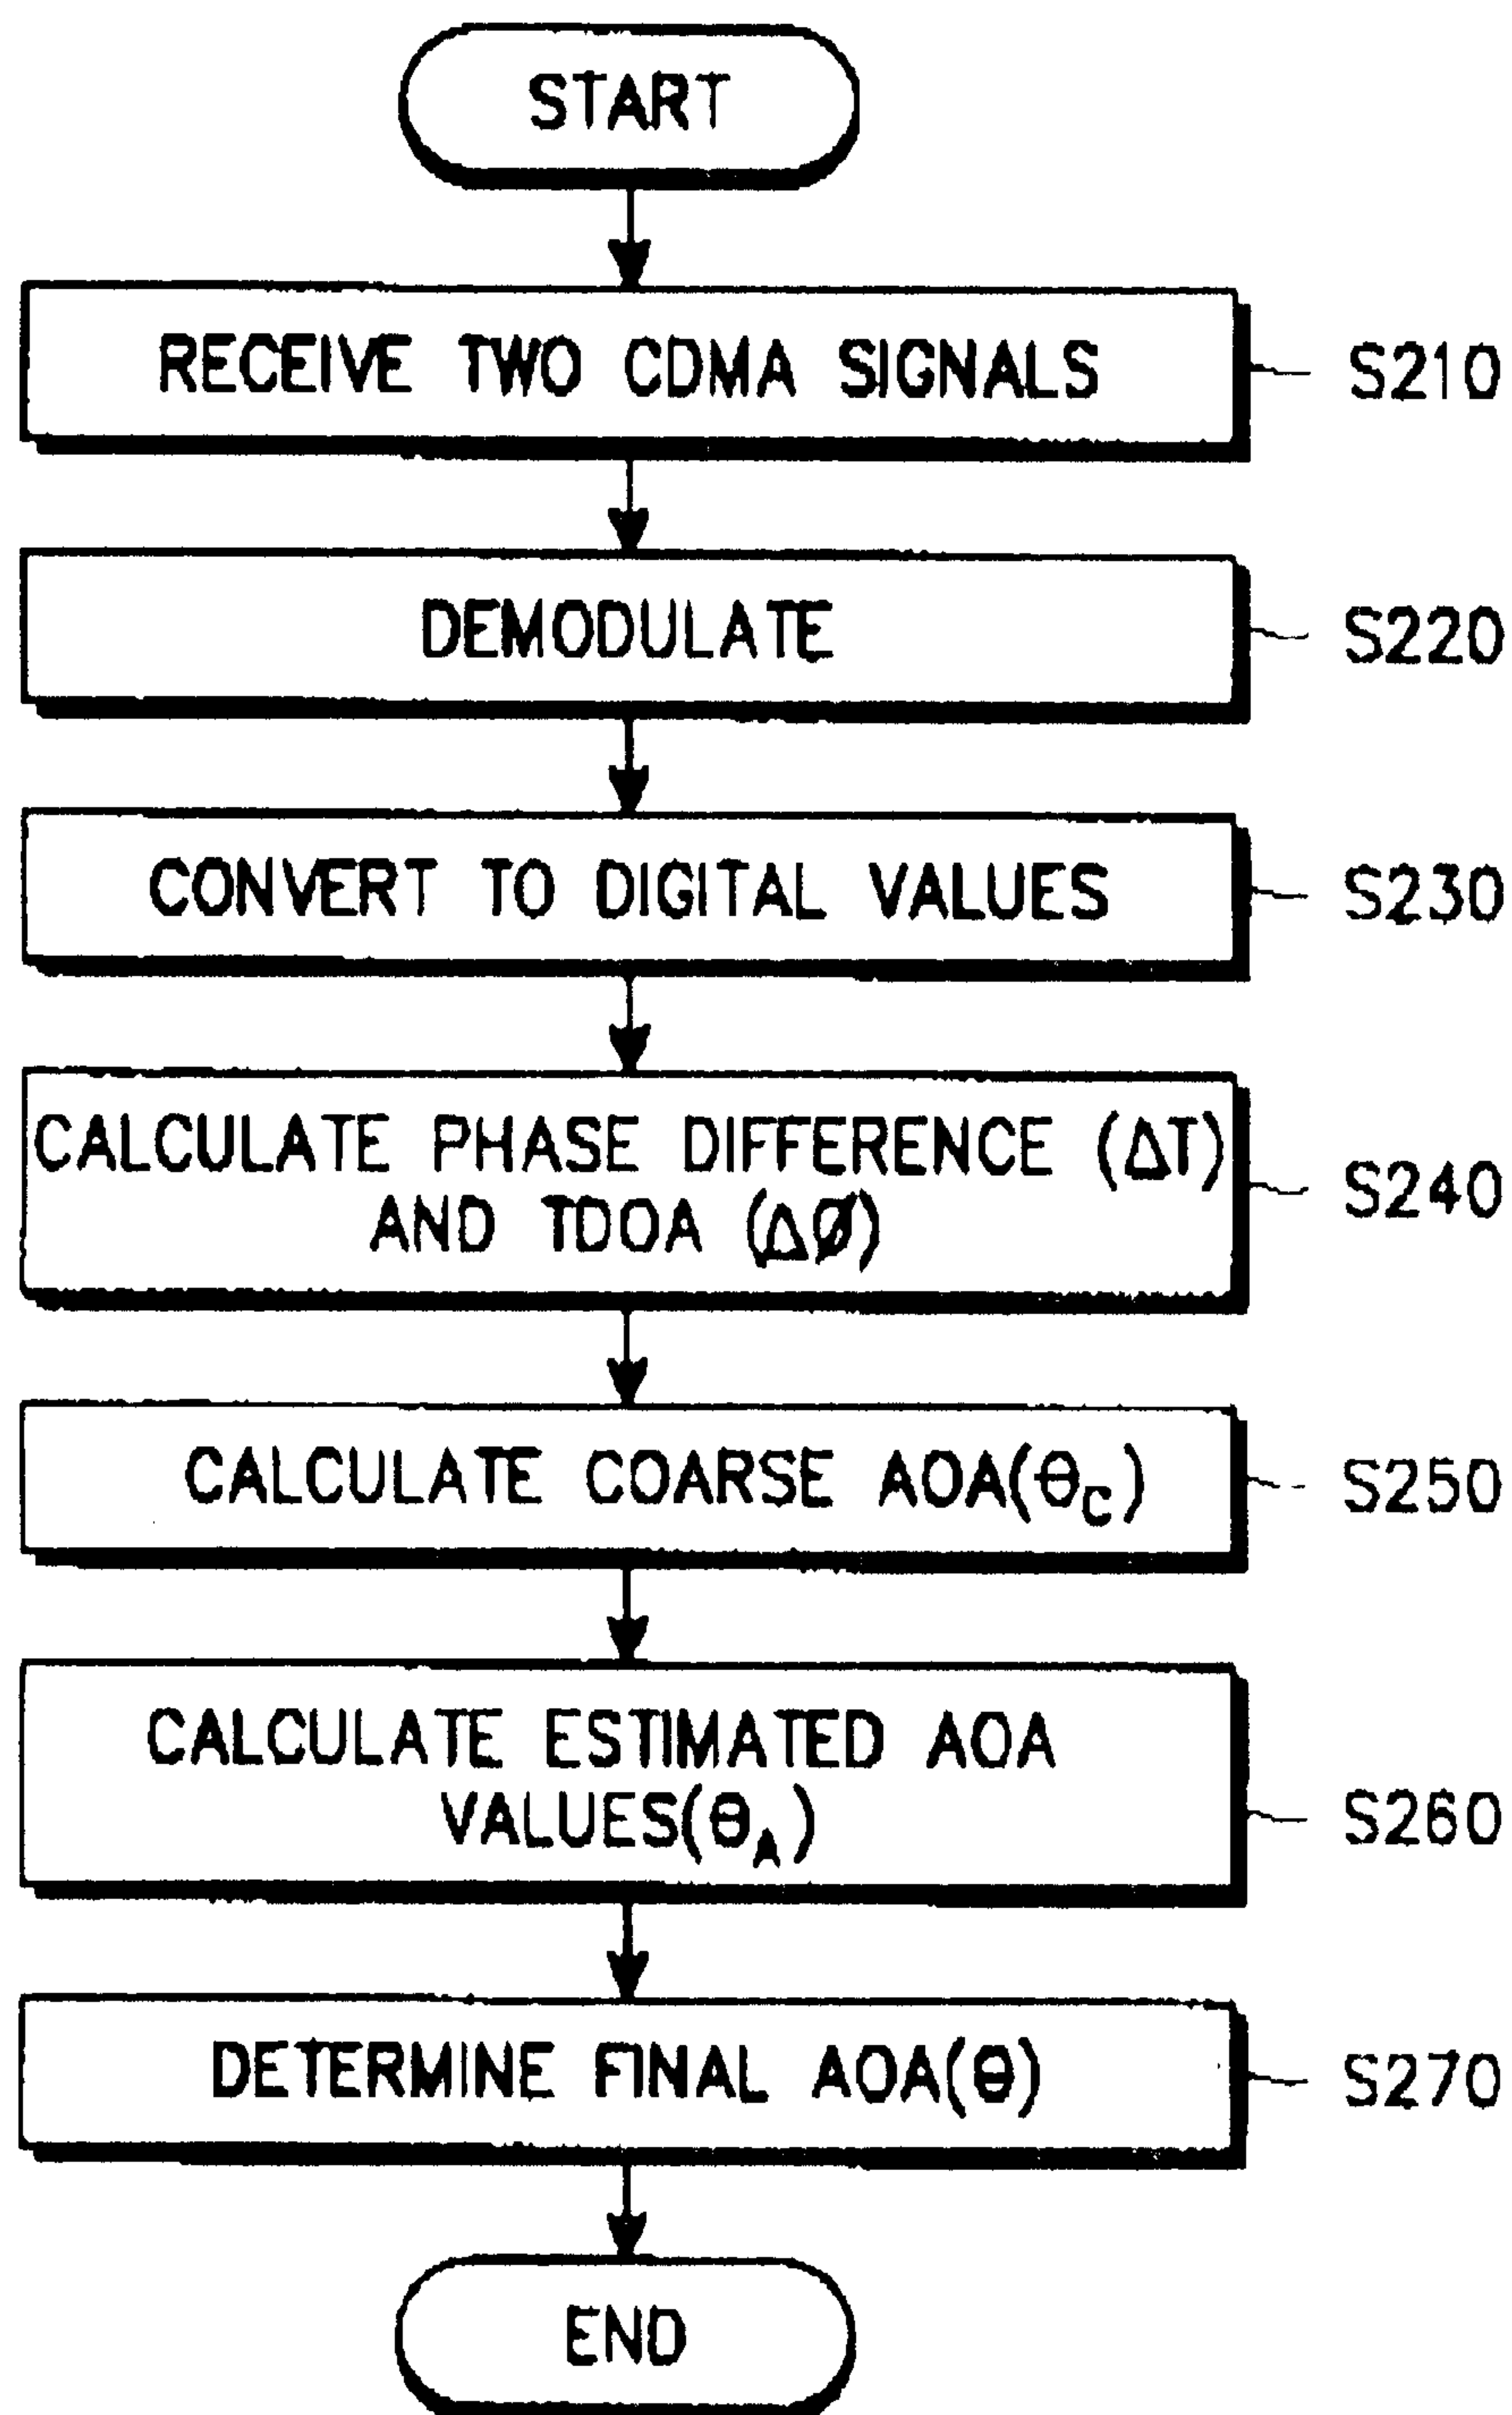 START
RECEIVE TWO CDMA SIGNALS
S210
DEMODULATE
S220
CONVERT TO DIGITAL VALUES
S230
CALCULATE PHASE DIFFERENCE (ΔT)
AND TDOA (ΔØ)
S240
CALCULATE COARSE AOA(θC)
S250
CALCULATE ESTIMATED AOA
VALUES(θA)
S260
DETERMINE FINAL AOA(θ)
S270
END